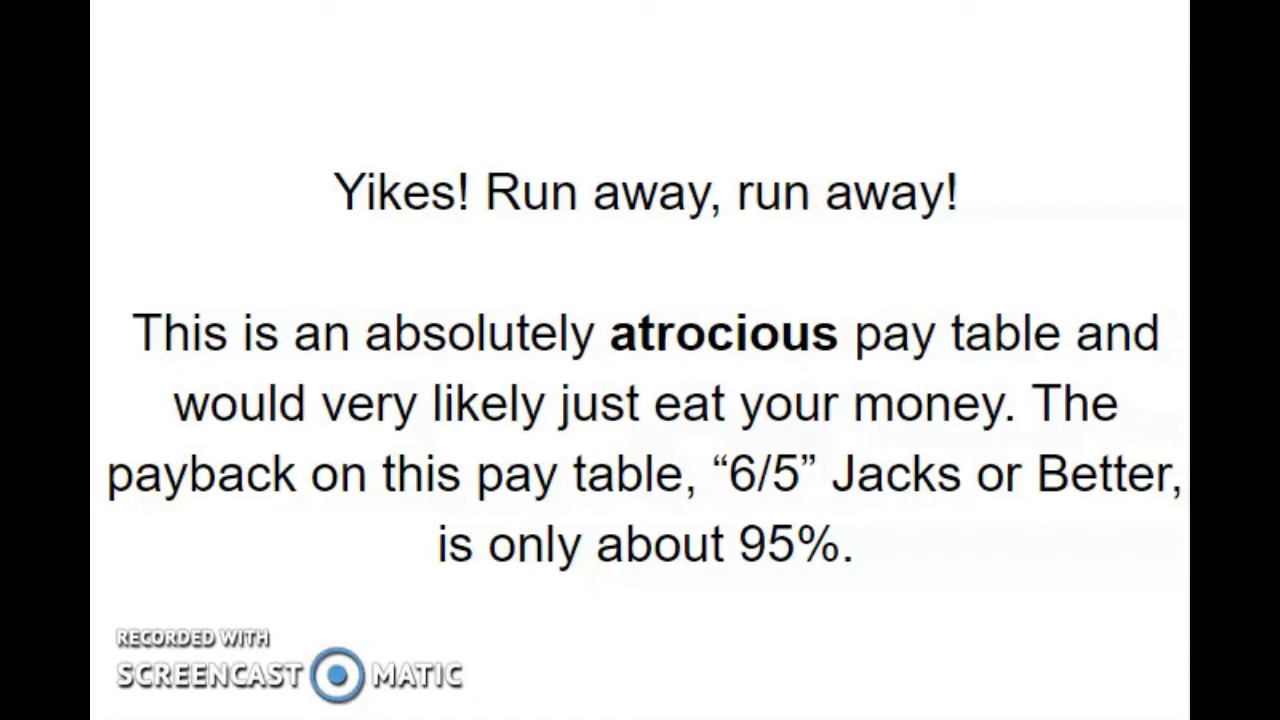 Yikes! Run away, run away!
This is an absolutely atrocious pay table and
would very likely just eat your money. The
payback on this pay table, “6/5” Jacks or Better,
is only about 95%.
RECORDED WITH
SCREENCAST MATIC